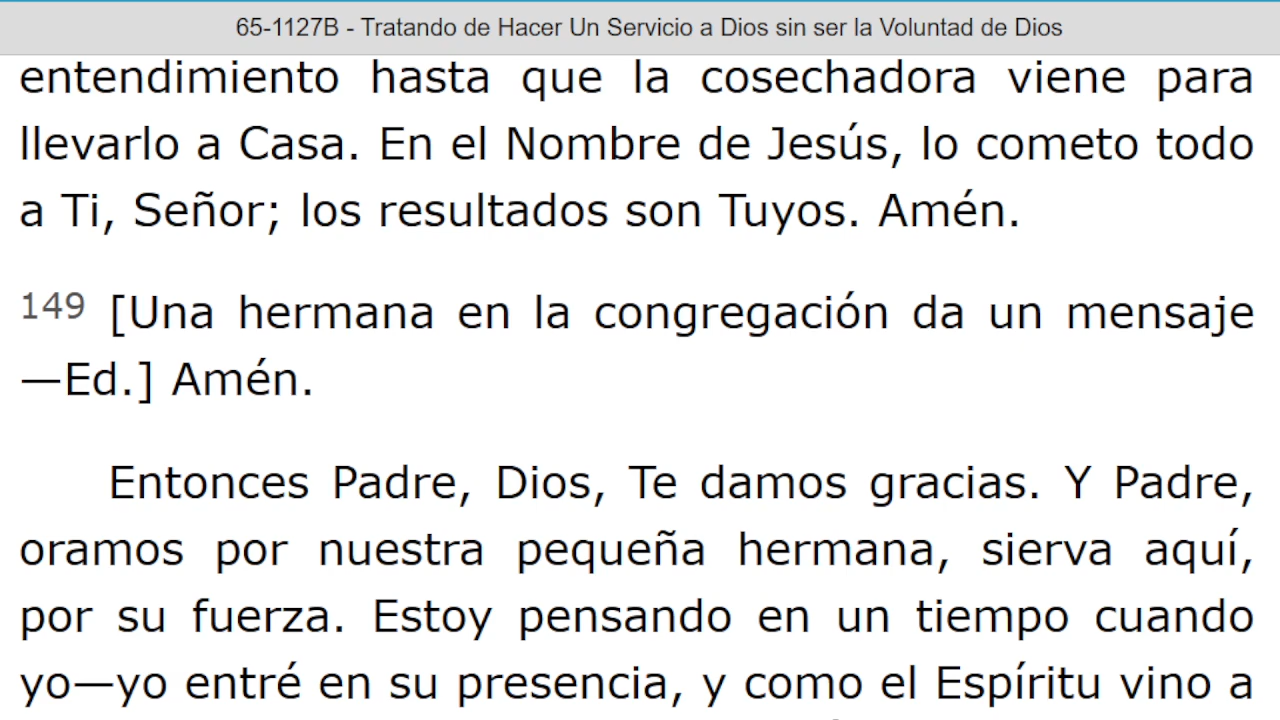 65-1127B - Tratando de Hacer Un Servicio a Dios sin ser la Voluntad de Dios
entendimiento hasta que la cosechadora viene para
llevarlo a Casa. En el Nombre de Jesús, lo cometo todo
a Ti, Señor; los resultados son Tuyos. Amén.
149 [Una hermana en la congregación da un mensaje
—Ed.] Amén.
Entonces Padre, Dios, Te damos gracias. Y Padre,
oramos por nuestra pequeña hermana, sierva aquí,
por su fuerza. Estoy pensando en un tiempo cuando
yo—yo entré en su presencia, y como el Espíritu vino a